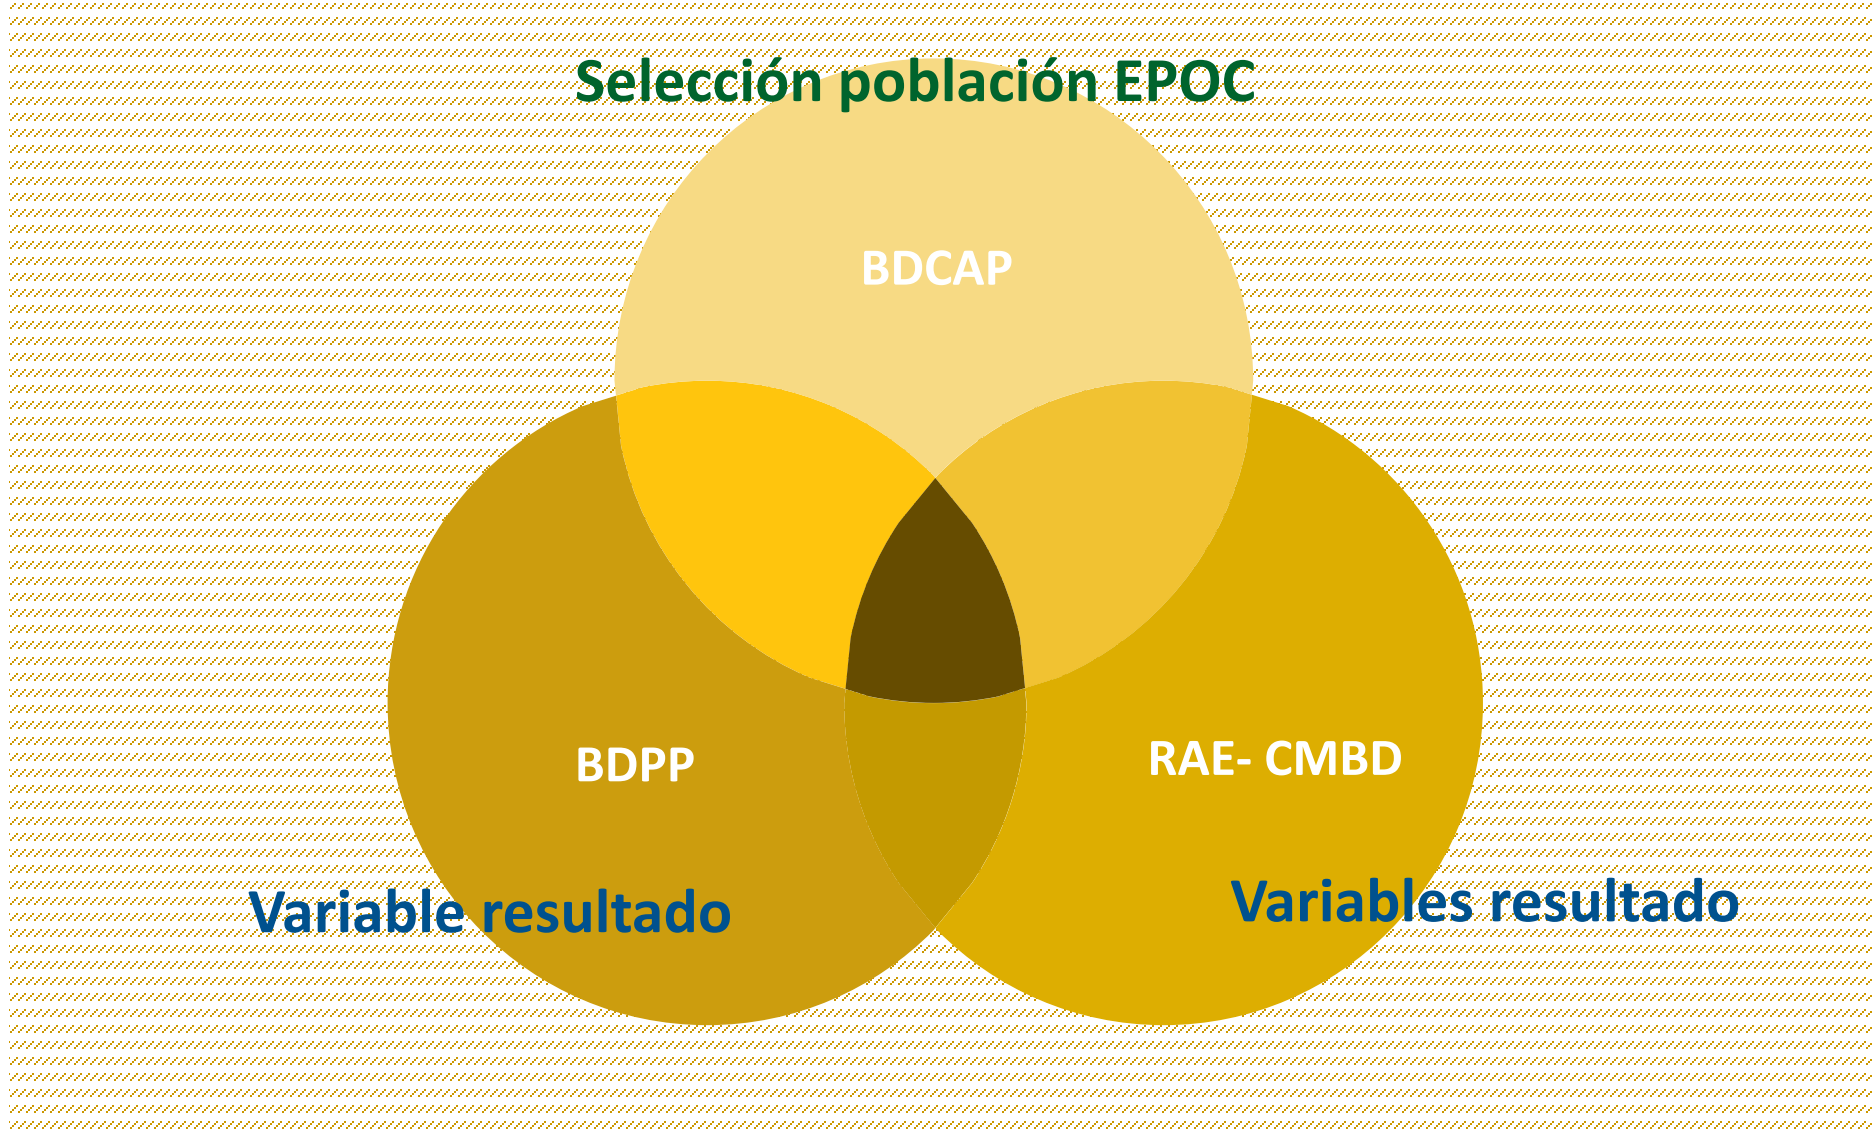 Selección población EPOC
BDCAP
BDPP
RAE- CMBD
Variable resultado
Variables resultado